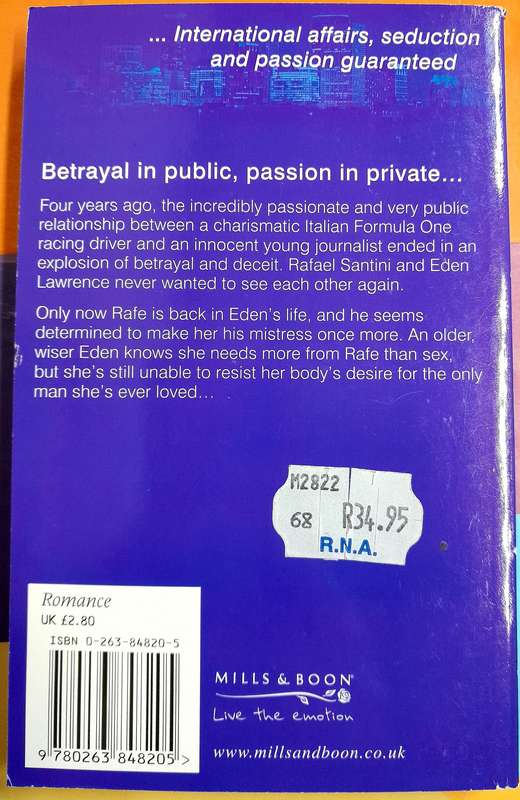 ... International affairs, seduction
and passion guaranteed
Betrayal in public, passion in private...
Four years ago, the incredibly passionate and very public
relationship between a charismatic Italian Formula One
racing driver and an innocent young journalist ended in an
explosion of betrayal and deceit. Rafael Santini and Eden
Lawrence never wanted to see each other again.
Only now Rafe is back in Eden's life, and he seems
determined to make her his mistress once more. An older,
wiser Eden knows she needs more from Rafe than sex,
but she's still unable to resist her body's desire for the only
man she's ever loved...
M2822
68 R34.95
R.N.A.
Romance
UK £2.80
ISBN 0-263-84820-5
9 780263 848205 >
MILLS & BOON®
Live the emotion
www.millsandboon.co.uk